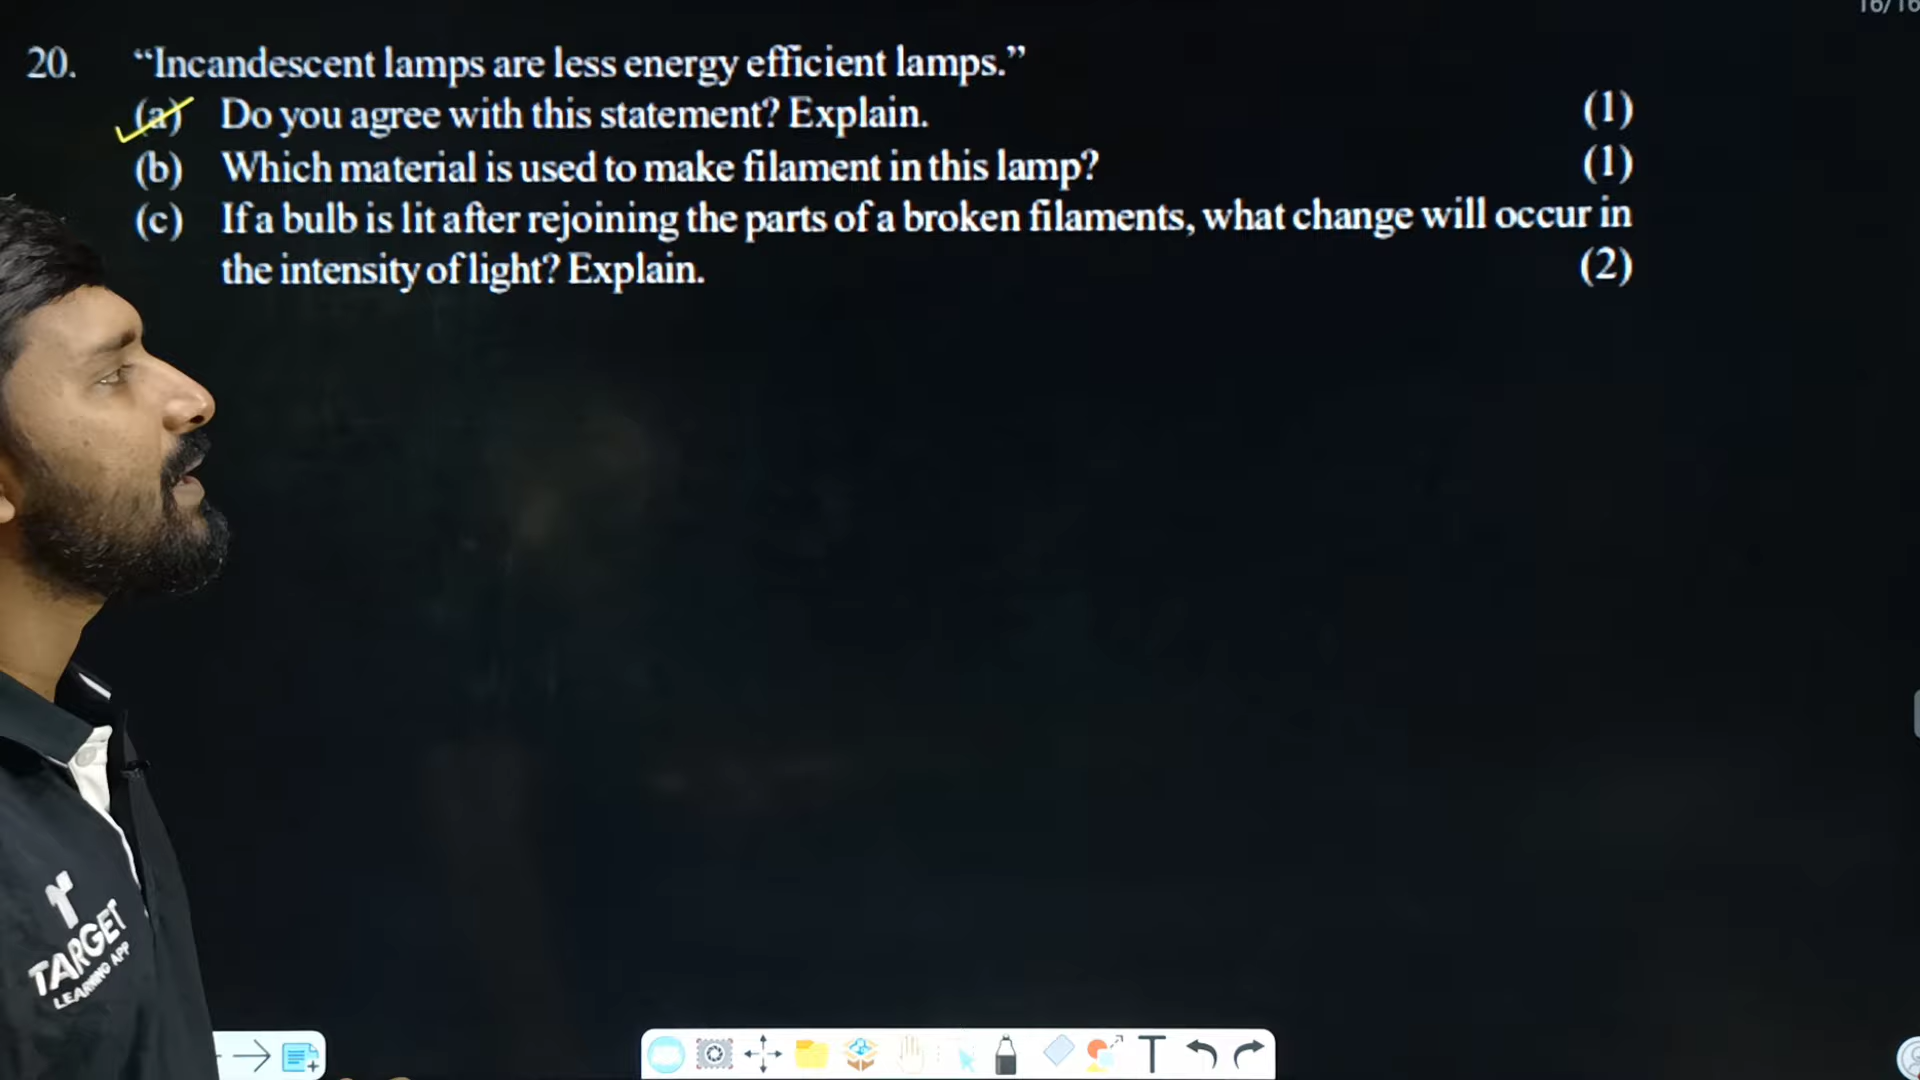 16/16
20. “Incandescent lamps are less energy efficient lamps.”
(a) Do you agree with this statement? Explain. (1)
(b) Which material is used to make filament in this lamp? (1)
(c) If a bulb is lit after rejoining the parts of a broken filaments, what change will occur in
the intensity of light? Explain. (2)
TARGET
LEARNING APP
T